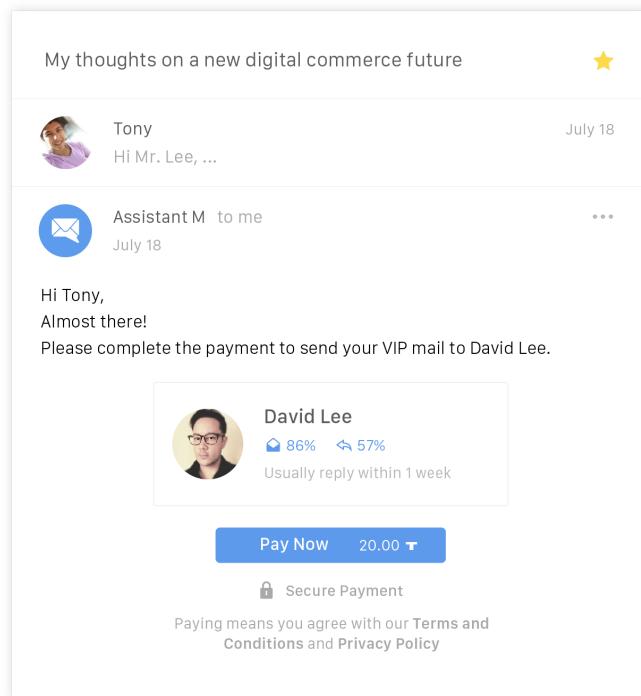 My thoughts on a new digital commerce future
Tony
July 18
Hi Mr. Lee, ...
Assistant M to me
July 18
Hi Tony,
Almost there!
Please complete the payment to send your VIP mail to David Lee.
David Lee
86% 57%
Usually reply within 1 week
Pay Now 20.00
Secure Payment
Paying means you agree with our Terms and
Conditions and Privacy Policy